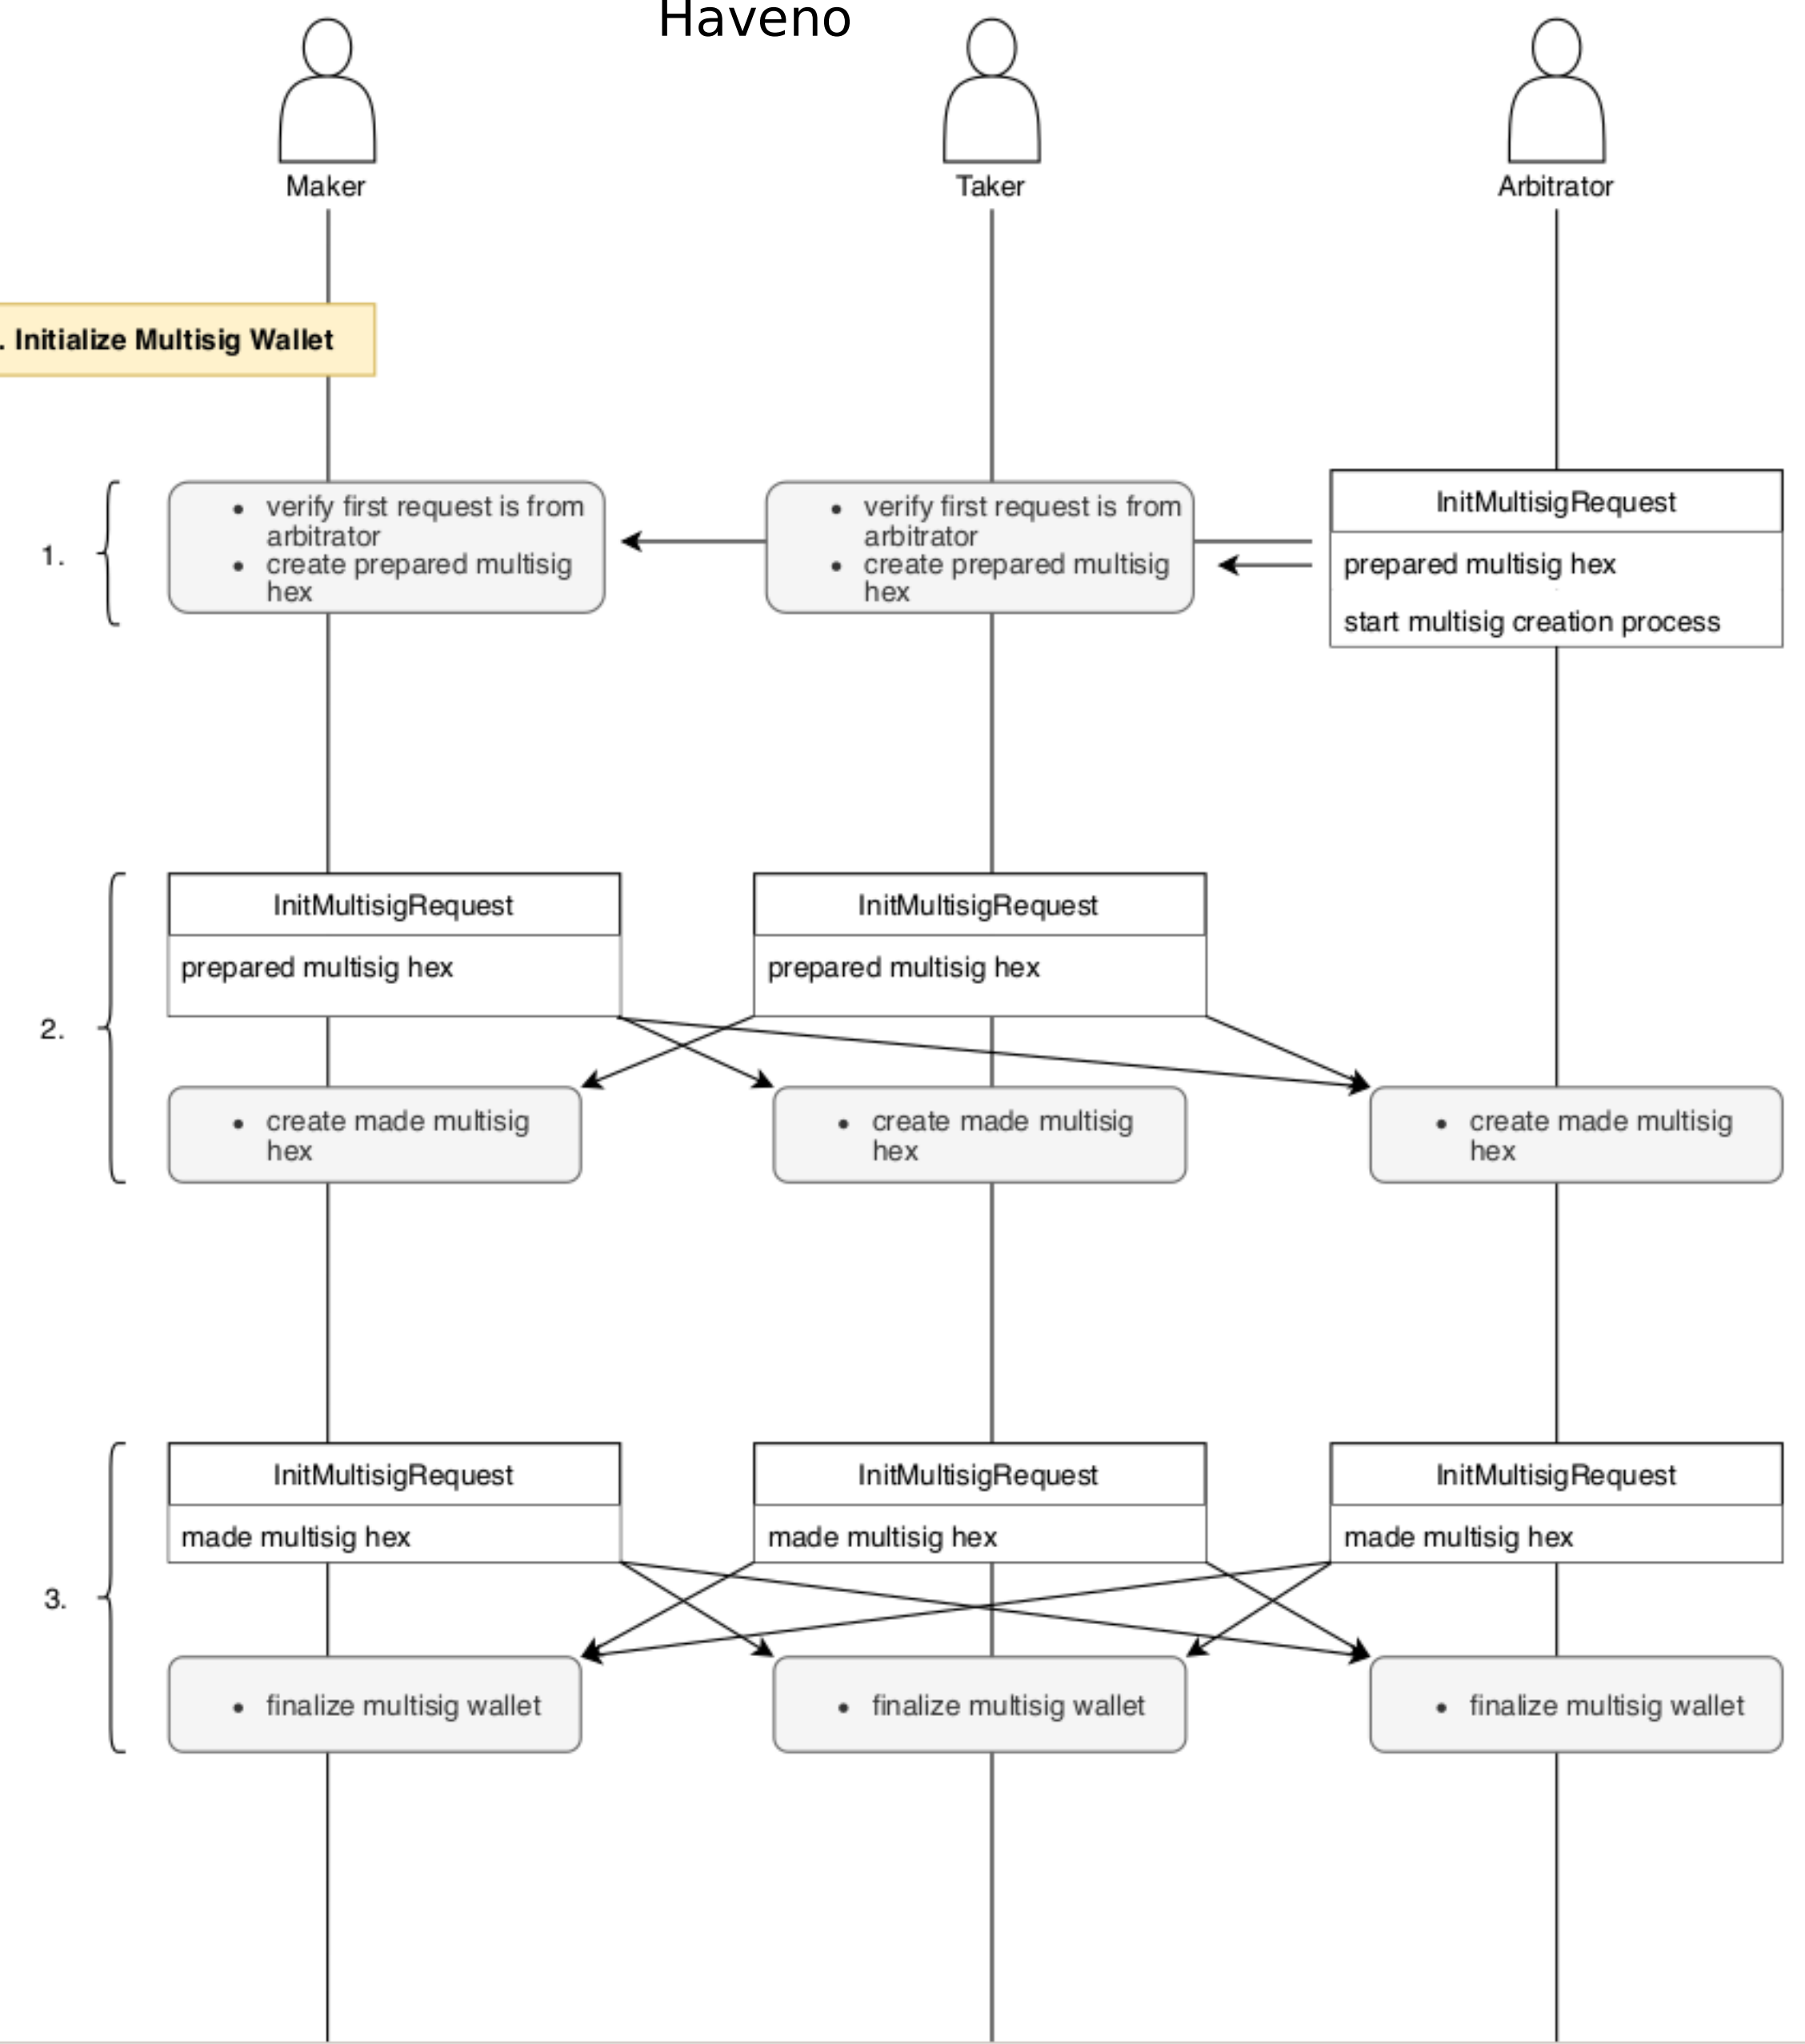 Haveno
Maker
Taker
Arbitrator
. Initialize Multisig Wallet
1.
• verify first request is from
arbitrator
• create prepared multisig
hex
• verify first request is from
arbitrator
• create prepared multisig
hex
InitMultisigRequest
prepared multisig hex
start multisig creation process
2.
InitMultisigRequest
prepared multisig hex
InitMultisigRequest
prepared multisig hex
• create made multisig
hex
• create made multisig
hex
• create made multisig
hex
3.
InitMultisigRequest
made multisig hex
InitMultisigRequest
made multisig hex
InitMultisigRequest
made multisig hex
• finalize multisig wallet
• finalize multisig wallet
• finalize multisig wallet